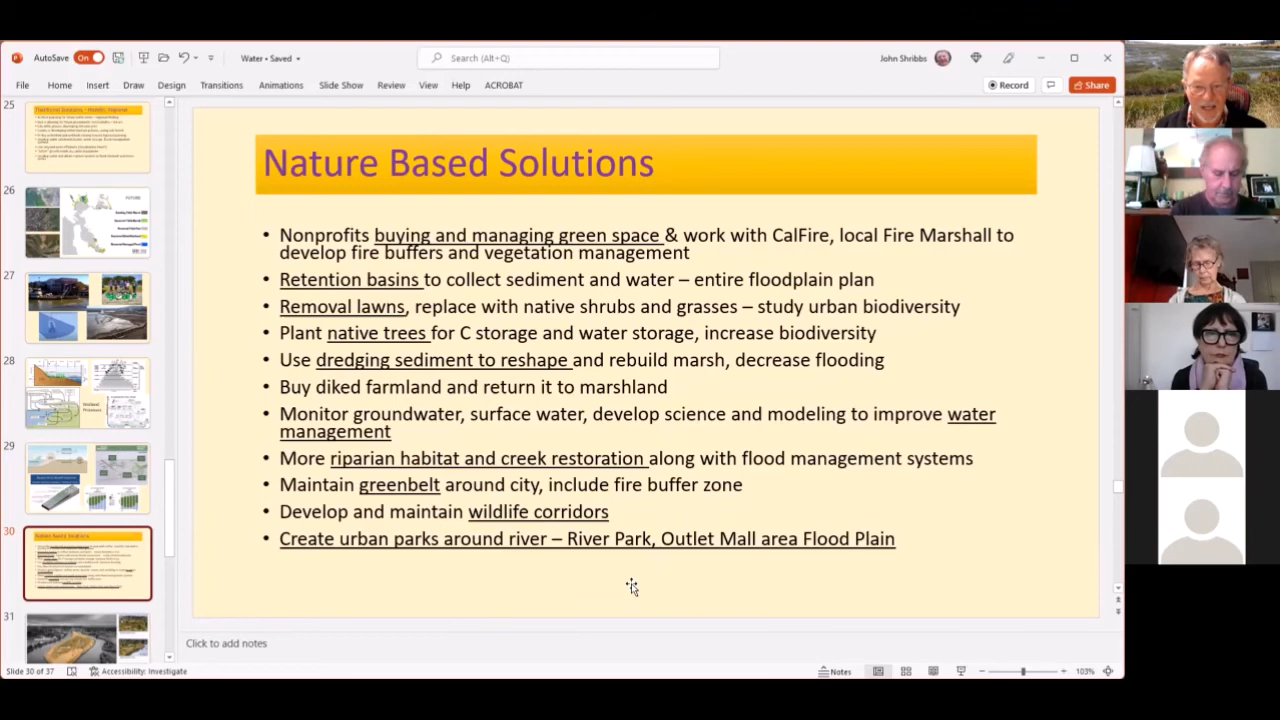 AutoSave
On
Water • Saved
Search (Alt+Q)
John Shribbs
File Home Insert Draw Design Transitions Animations Slide Show Review View Help ACROBAT
Record
Share
25
26
27
28
29
30
31
Nature Based Solutions
• Nonprofits buying and managing green space & work with CalFire, local Fire Marshall to
develop fire buffers and vegetation management
• Retention basins to collect sediment and water – entire floodplain plan
• Removal lawns, replace with native shrubs and grasses – study urban biodiversity
• Plant native trees for C storage and water storage, increase biodiversity
• Use dredging sediment to reshape and rebuild marsh, decrease flooding
• Buy diked farmland and return it to marshland
• Monitor groundwater, surface water, develop science and modeling to improve water
management
• More riparian habitat and creek restoration along with flood management systems
• Maintain greenbelt around city, include fire buffer zone
• Develop and maintain wildlife corridors
• Create urban parks around river – River Park, Outlet Mall area Flood Plain
Click to add notes
Slide 30 of 37
Accessibility: Investigate
Notes
103%